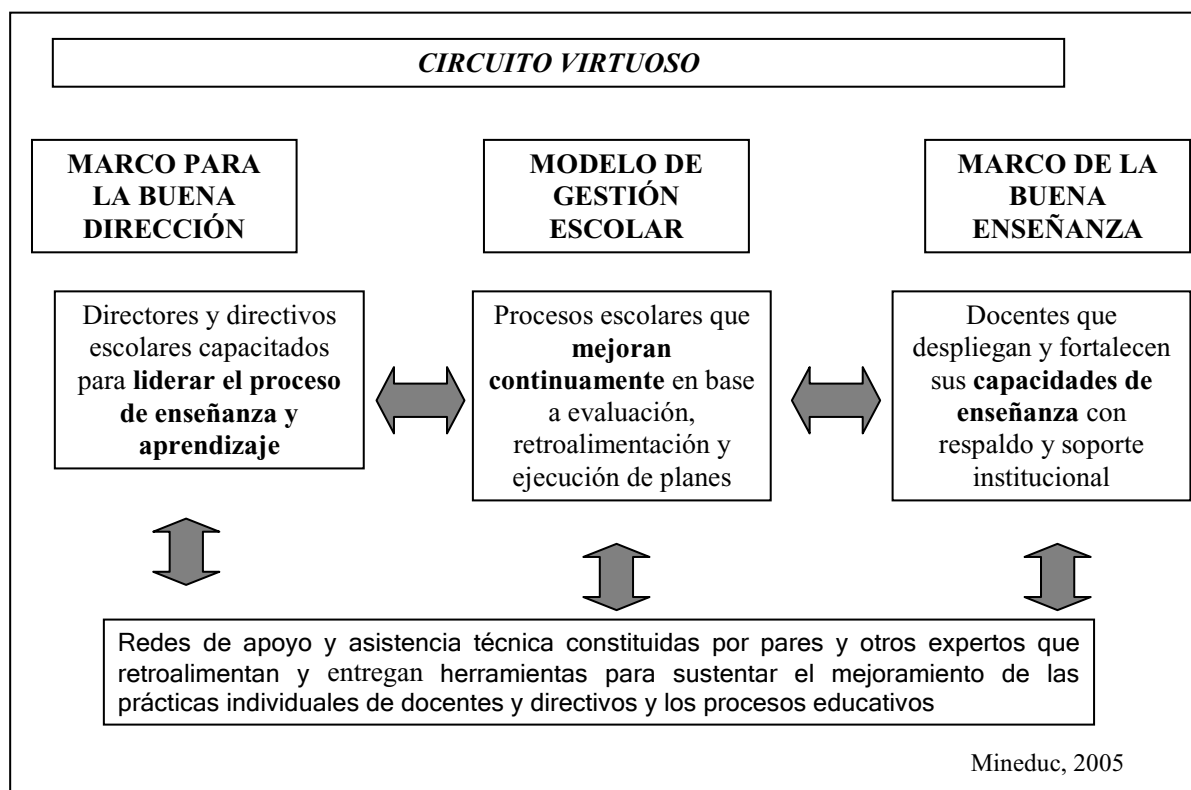 CIRCUITO VIRTUOSO
MARCO PARA
LA BUENA
DIRECCIÓN
MODELO DE
GESTIÓN
ESCOLAR
MARCO DE LA
BUENA
ENSEÑANZA
Directores y directivos
escolares capacitados
para liderar el proceso
de enseñanza y
aprendizaje
Procesos escolares que
mejoran
continuamente en base
a evaluación,
retroalimentación y
ejecución de planes
Docentes que
despliegan y fortalecen
sus capacidades de
enseñanza con
respaldo y soporte
institucional
Redes de apoyo y asistencia técnica constituidas por pares y otros expertos que
retroalimentan y entregan herramientas para sustentar el mejoramiento de las
prácticas individuales de docentes y directivos y los procesos educativos
Mineduc, 2005